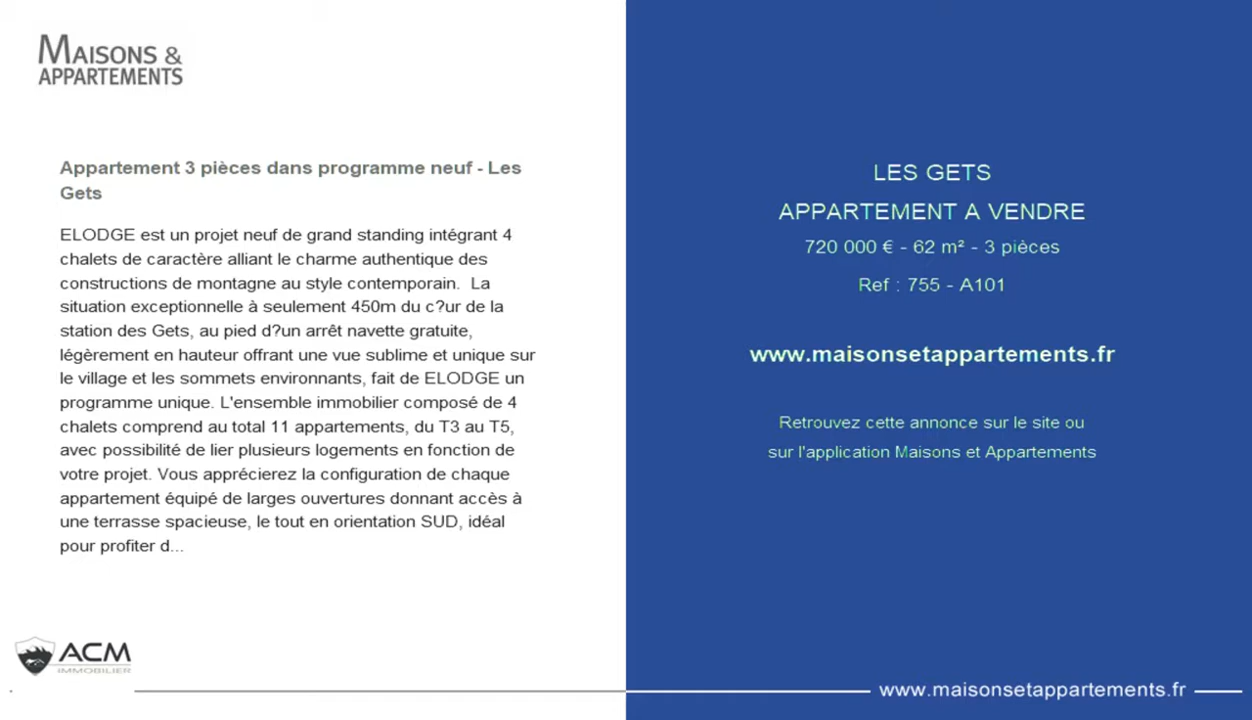 MAISONS &
APPARTEMENTS
Appartement 3 pièces dans programme neuf - Les
Gets
ELODGE est un projet neuf de grand standing intégrant 4
chalets de caractère alliant le charme authentique des
constructions de montagne au style contemporain.  La
situation exceptionnelle à seulement 450m du c?ur de la
station des Gets, au pied d?un arrêt navette gratuite,
légèrement en hauteur offrant une vue sublime et unique sur
le village et les sommets environnants, fait de ELODGE un
programme unique. L'ensemble immobilier composé de 4
chalets comprend au total 11 appartements, du T3 au T5,
avec possibilité de lier plusieurs logements en fonction de
votre projet. Vous apprécierez la configuration de chaque
appartement équipé de larges ouvertures donnant accès à
une terrasse spacieuse, le tout en orientation SUD, idéal
pour profiter d...
ACM
IMMOBILIER
LES GETS
APPARTEMENT A VENDRE
720 000 € - 62 m² - 3 pièces
Ref : 755 - A101
www.maisonsetappartements.fr
Retrouvez cette annonce sur le site ou
sur l'application Maisons et Appartements
www.maisonsetappartements.fr